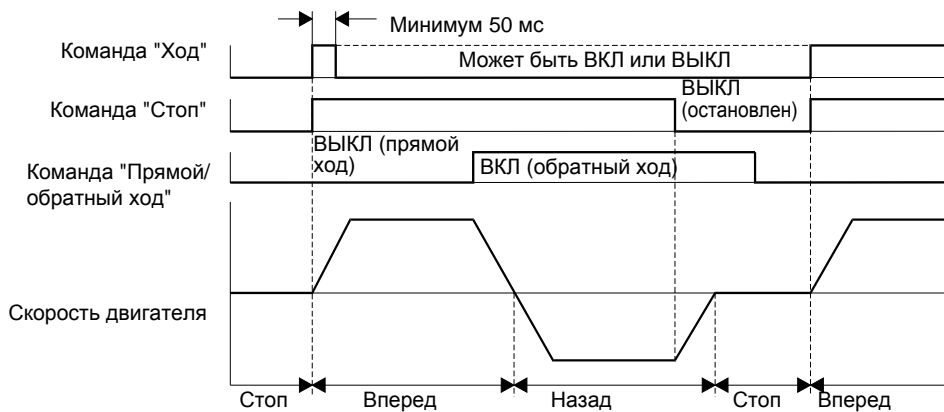 Минимум 50 мс
Команда "Ход"
Может быть ВКЛ или ВЫКЛ
Команда "Стоп"
ВЫКЛ
(остановлен)
Команда "Прямой/
обратный ход"
ВЫКЛ (прямой
ход)
ВКЛ (обратный ход)
Скорость двигателя
Стоп
Вперед
Назад
Стоп
Вперед